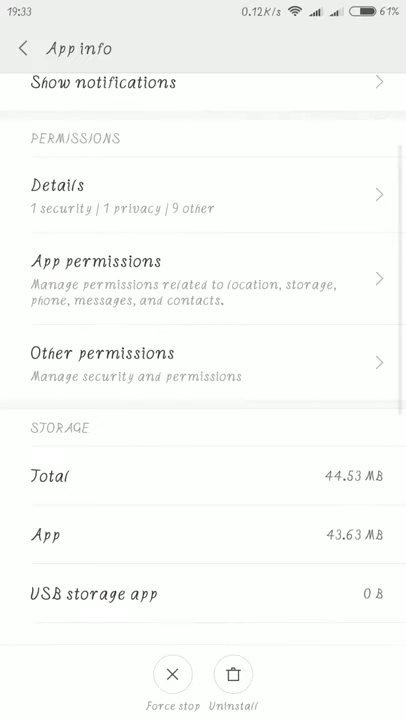 19:33
0.12K/s
61%
App info
Show notifications
PERMISSIONS
Details
1 security | 1 privacy | 9 other
App permissions
Manage permissions related to location, storage,
phone, messages, and contacts.
Other permissions
Manage security and permissions
STORAGE
Total
44.53 MB
App
43.63 MB
USB storage app
0 B
Force stop
Uninstall